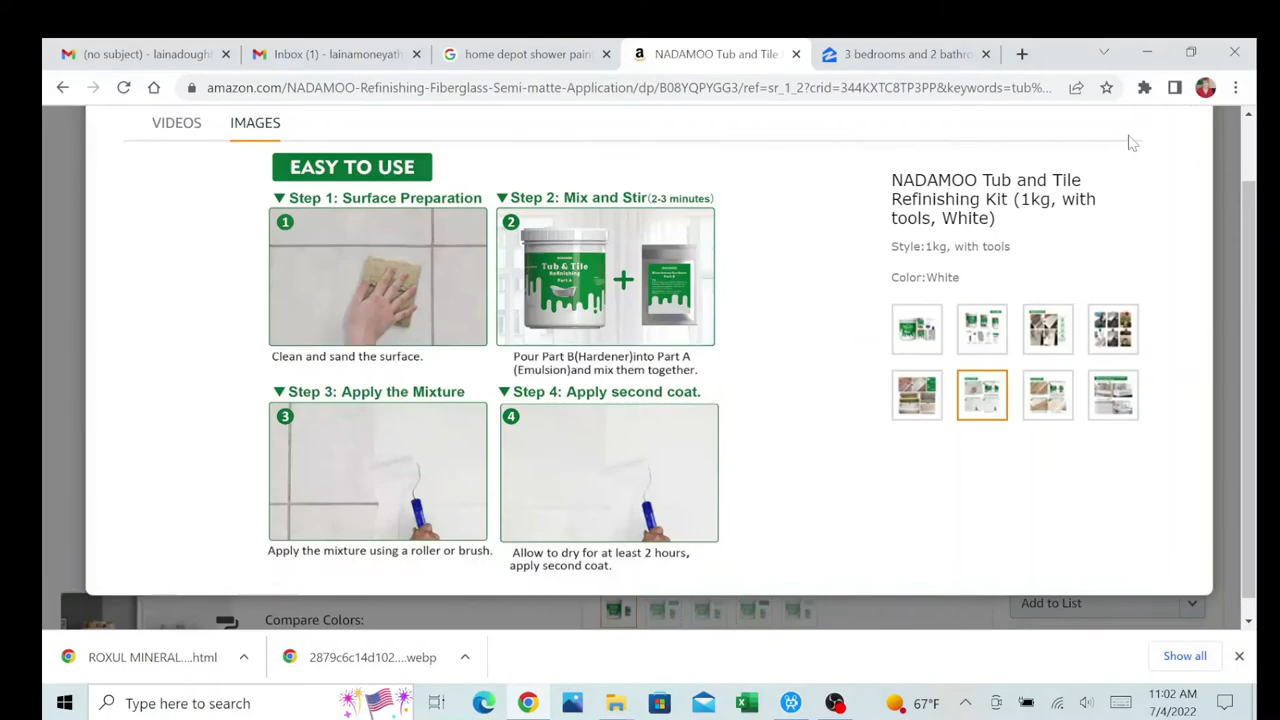 (no subject) - lainadought
Inbox (1) - lainamoneyath
home depot shower pain
NADAMOO Tub and Tile
3 bedrooms and 2 bathro
amazon.com/NADAMOO-Refinishing-Fiberglass-Semi-matte-Application/dp/B08YQPYGG3/ref=sr_1_2?crid=344KXTC8TP3PP&keywords=tub%...
VIDEOS IMAGES
EASY TO USE
Step 1: Surface Preparation
1
Clean and sand the surface.
Step 2: Mix and Stir(2-3 minutes)
2
Tub & Tile
Refinishing
Part A
+
Pour Part B(Hardener)into Part A
(Emulsion)and mix them together.
Step 3: Apply the Mixture
3
Apply the mixture using a roller or brush.
Step 4: Apply second coat.
4
Allow to dry for at least 2 hours,
apply second coat.
NADAMOO Tub and Tile
Refinishing Kit (1kg, with
tools, White)
Style:1kg, with tools
Color:White
Compare Colors:
Add to List
ROXUL MINERAL....html
2879c6c14d102....webp
Show all
Type here to search
67°F
11:02 AM
7/4/2022